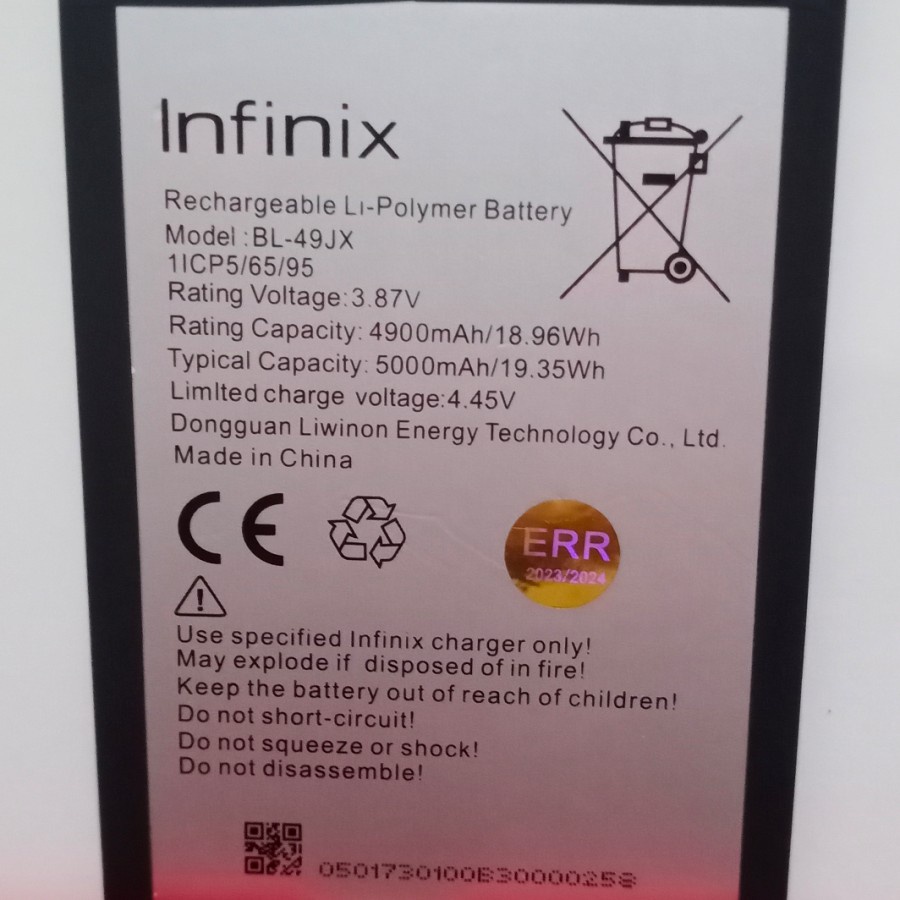 Infinix
Rechargeable Li-Polymer Battery
Model :BL-49JX
1ICP5/65/95
Rating Voltage:3.87V
Rating Capacity: 4900mAh/18.96Wh
Typical Capacity: 5000mAh/19.35Wh
LimIted charge voltage:4.45V
Dongguan Liwinon Energy Technology Co., Ltd.
Made in China
CE
ERR
2023/2024
Use specified Infinix charger only!
May explode if disposed of in fire!
Keep the battery out of reach of children!
Do not short-circuit!
Do not squeeze or shock!
Do not disassemble!
0501730100B30000258